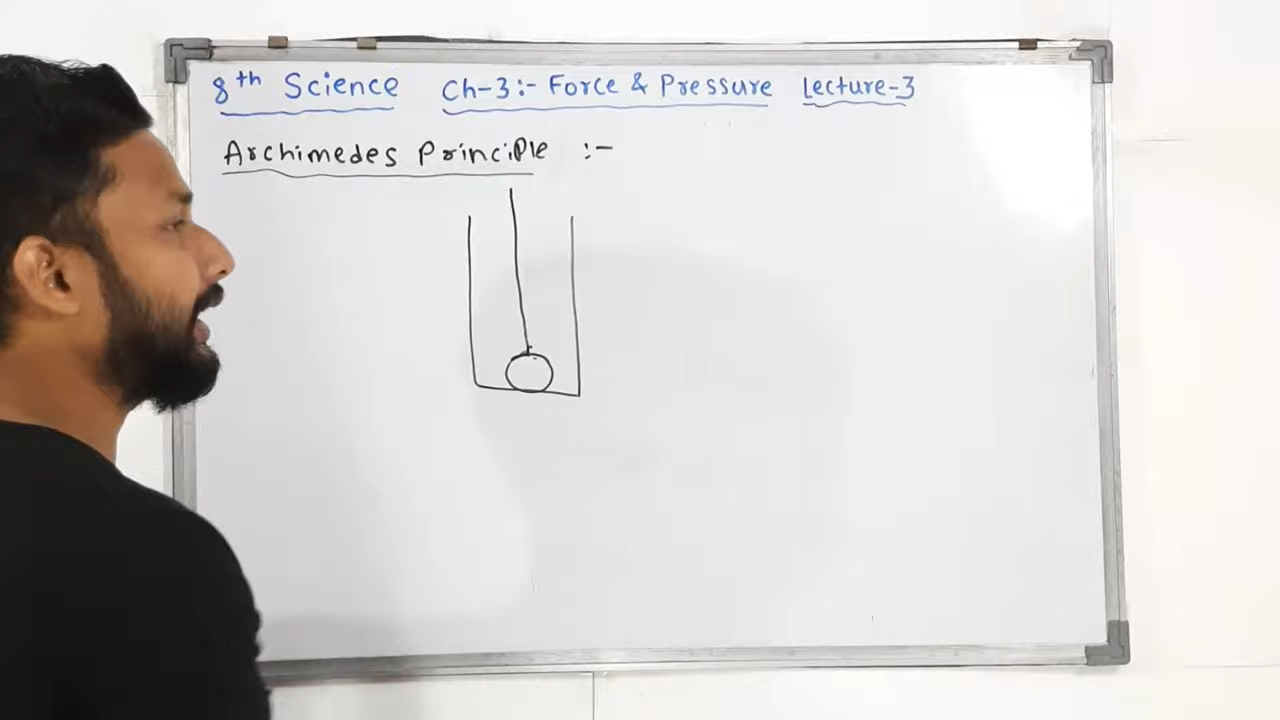 8th Science Ch-3:- Force & Pressure Lecture-3
Archimedes Principle :-